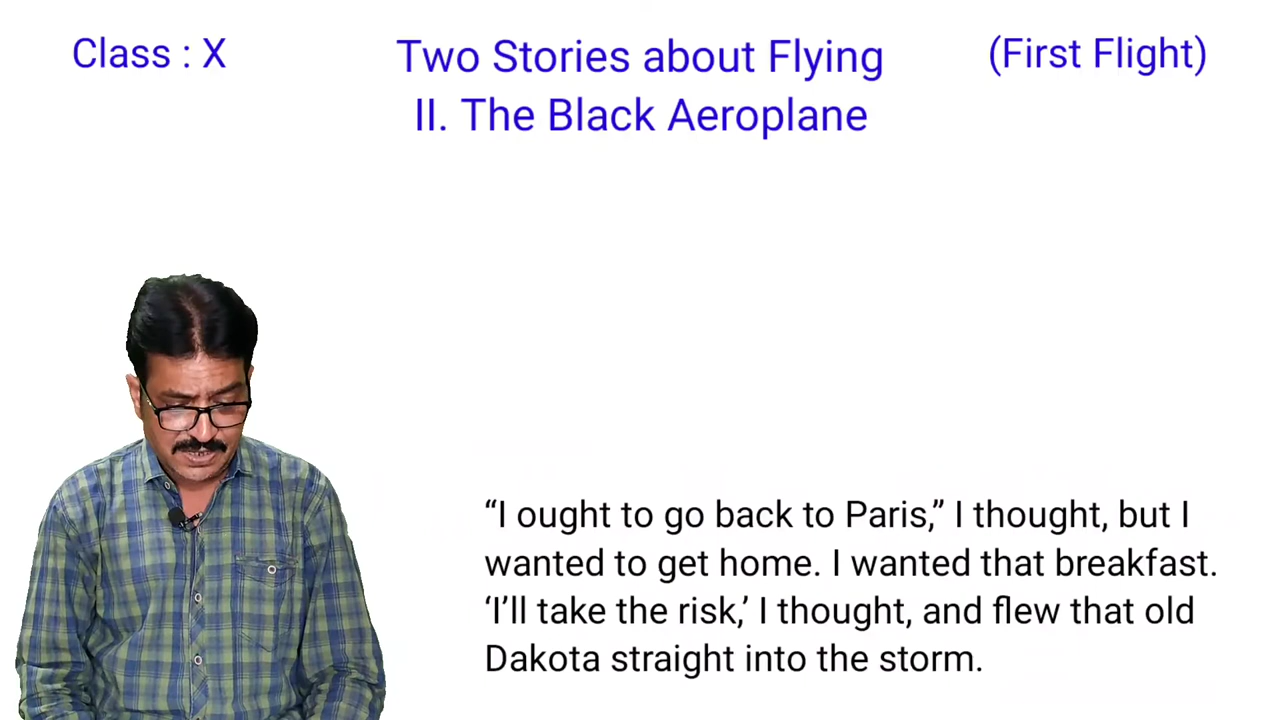 Class : X
Two Stories about Flying
(First Flight)
II. The Black Aeroplane
“I ought to go back to Paris,” I thought, but I
wanted to get home. I wanted that breakfast.
‘I’ll take the risk,’ I thought, and flew that old
Dakota straight into the storm.